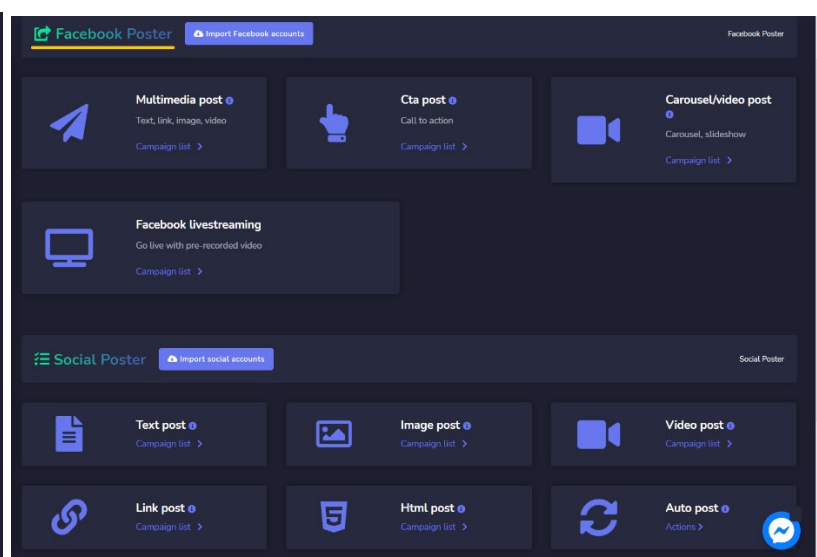 Facebook Poster
Import Facebook accounts
Facebook Poster
Multimedia post
Text, link, image, video
Campaign list
Cta post
Call to action
Campaign list
Carousel/video post
Carousel, slideshow
Campaign list
Facebook livestreaming
Go live with pre-recorded video
Campaign list
Social Poster
Import social accounts
Social Poster
Text post
Campaign list
Image post
Campaign list
Video post
Campaign list
Link post
Campaign list
Html post
Campaign list
Auto post
Actions